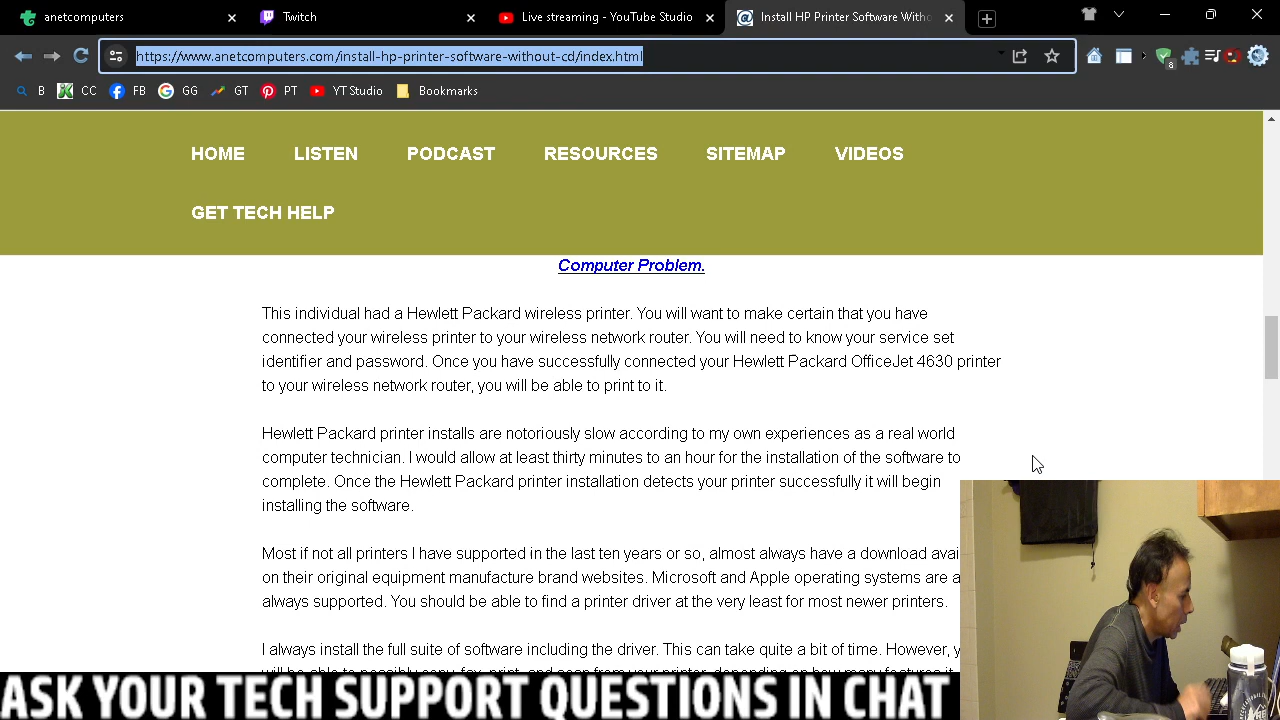 anetcomputers
Twitch
Live streaming - YouTube Studio
Install HP Printer Software Witho
https://www.anetcomputers.com/install-hp-printer-software-without-cd/index.html
8
B CC FB GG GT PT YT Studio Bookmarks
HOME LISTEN PODCAST RESOURCES SITEMAP VIDEOS
GET TECH HELP
Computer Problem.
This individual had a Hewlett Packard wireless printer. You will want to make certain that you have
connected your wireless printer to your wireless network router. You will need to know your service set
identifier and password. Once you have successfully connected your Hewlett Packard OfficeJet 4630 printer
to your wireless network router, you will be able to print to it.
Hewlett Packard printer installs are notoriously slow according to my own experiences as a real world
computer technician. I would allow at least thirty minutes to an hour for the installation of the software to
complete. Once the Hewlett Packard printer installation detects your printer successfully it will begin
installing the software.
Most if not all printers I have supported in the last ten years or so, almost always have a download avai
on their original equipment manufacture brand websites. Microsoft and Apple operating systems are a
always supported. You should be able to find a printer driver at the very least for most newer printers.
I always install the full suite of software including the driver. This can take quite a bit of time. However, y
ASK YOUR TECH SUPPORT QUESTIONS IN CHAT